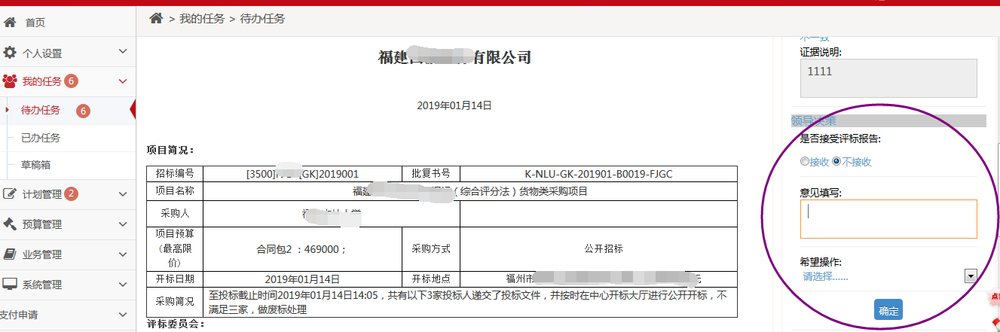 首页
个人设置
我的任务 6
待办任务 6
已办任务
草稿箱
计划管理 2
预算管理
业务管理
系统管理
支付申请
> 我的任务 > 待办任务
福建 有限公司
2019年01月14日
项目简况：
招标编号 [3500] [GK]2019001 批复书号 K-NLU-GK-201901-B0019-FJGC
项目名称 福建 （综合评分法）货物类采购项目
采购人
项目预算（最高限价） 合同包2 ：469000； 采购方式 公开招标
开标日期 2019年01月14日 开标地点 福州市 元
采购简况 至投标截止时间2019年01月14日14:05，共有以下3家投标人递交了投标文件，并按时在中心开标大厅进行公开开标，不
满足三家，做废标处理
评标委员会：
不一致
证据说明:
1111
领导决策
是否接受评标报告:
接收 不接收
意见填写:
希望操作:
请选择......
确定